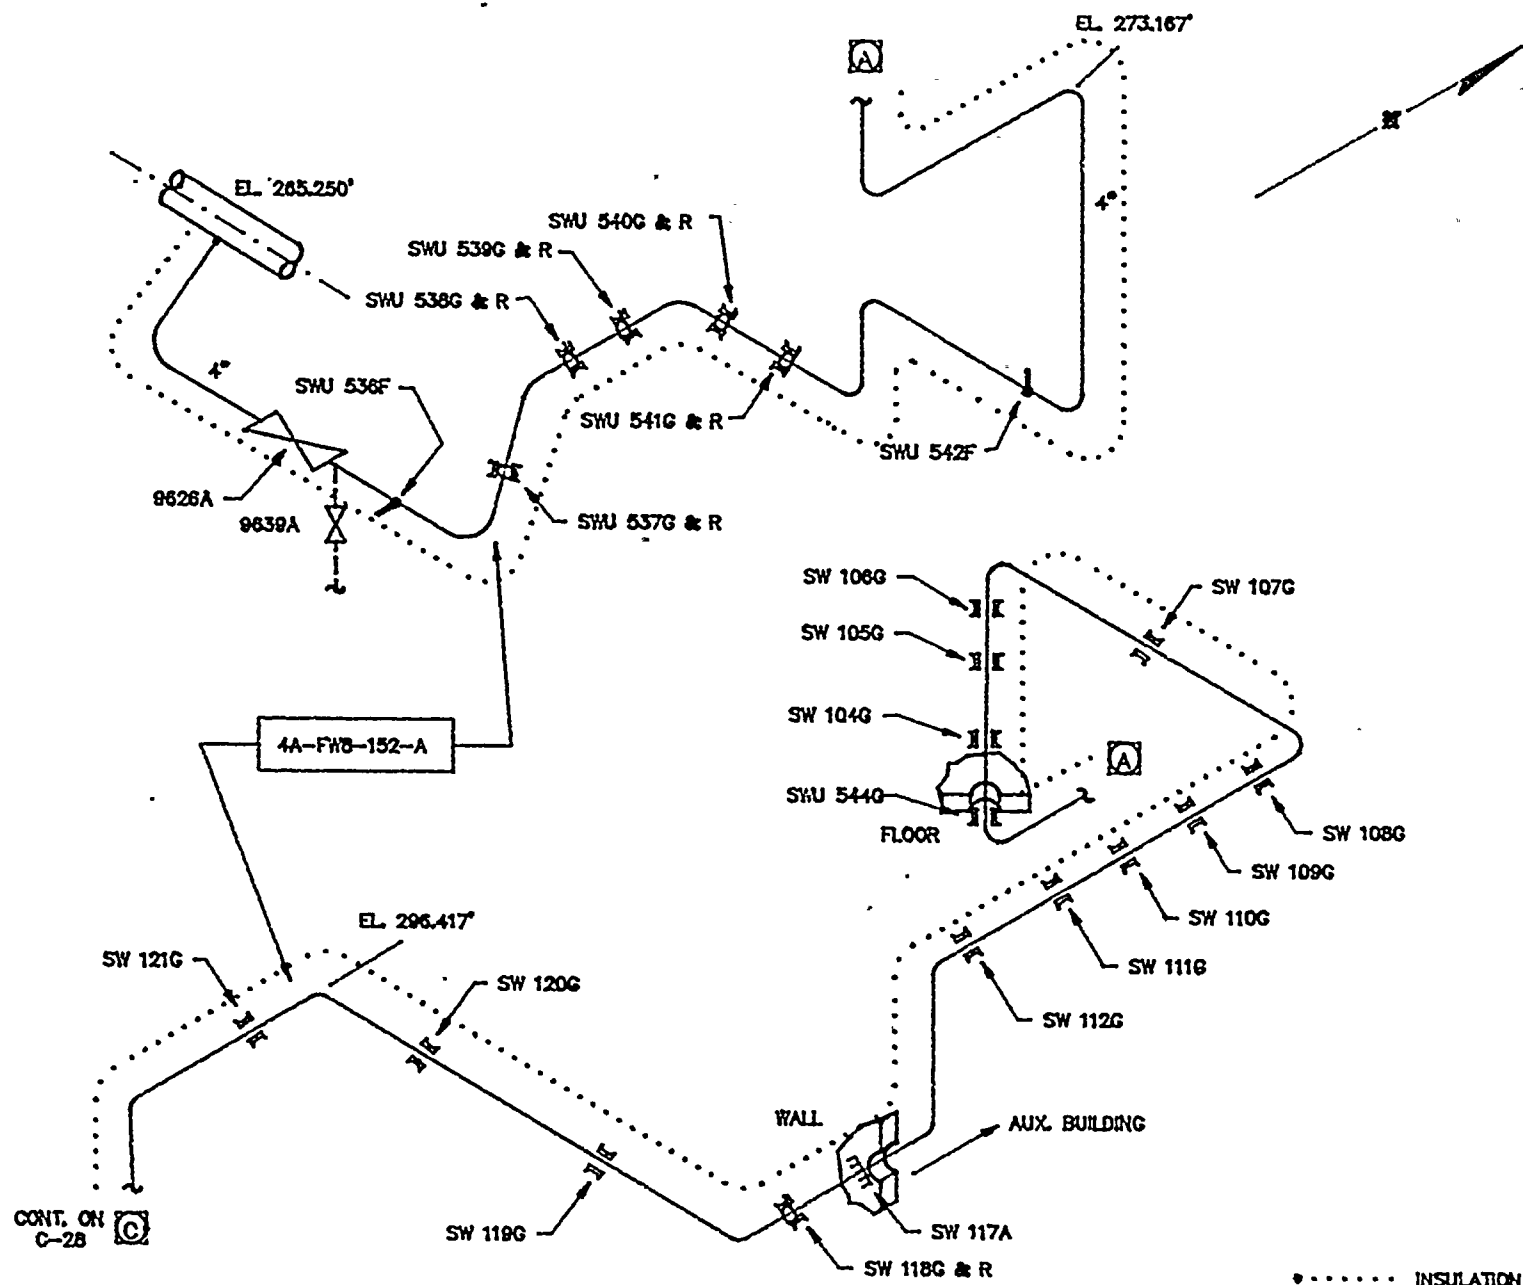 EL. 273.167'
A
EL. 265.250'
SWU 540G & R
SWU 539G & R
SWU 538G & R
4"
4"
SWU 536F
SWU 541G & R
SWU 542F
9626A
9639A
SWU 537G & R
SW 106G
SW 107G
SW 105G
SW 104G
4A-FW8-152-A
A
SWU 544G
FLOOR
SW 108G
SW 109G
SW 110G
EL. 296.417'
SW 121G
SW 111G
SW 120G
SW 112G
WALL
AUX. BUILDING
CONT. ON
C-28
C
SW 119G
SW 117A
SW 118G & R
INSULATION